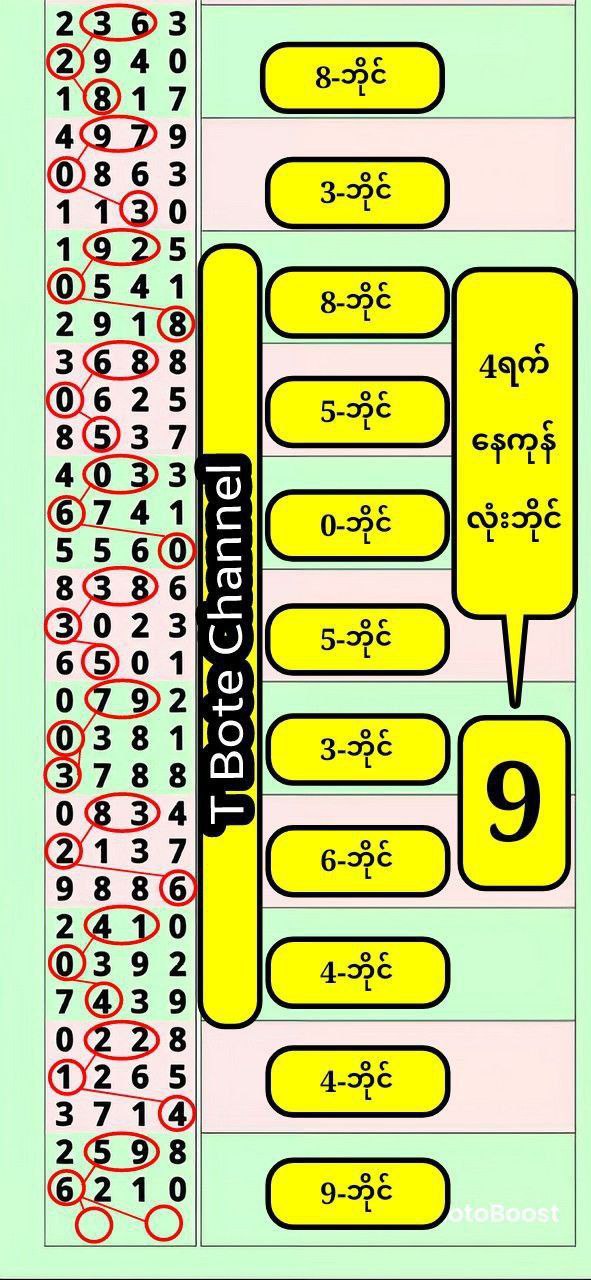 2 3 6 3
2 9 4 0
1 8 1 7
8-ဘိုင်
4 9 7 9
0 8 6 3
1 1 3 0
3-ဘိုင်
1 9 2 5
0 5 4 1
2 9 1 8
8-ဘိုင်
3 6 8 8
0 6 2 5
8 5 3 7
5-ဘိုင်
4 0 3 3
6 7 4 1
5 5 6 0
0-ဘိုင်
8 3 8 6
3 0 2 3
6 5 0 1
5-ဘိုင်
0 7 9 2
0 3 8 1
3 7 8 8
3-ဘိုင်
0 8 3 4
2 1 3 7
9 8 8 6
6-ဘိုင်
2 4 1 0
0 3 9 2
7 4 3 9
4-ဘိုင်
0 2 2 8
1 2 6 5
3 7 1 4
4-ဘိုင်
2 5 9 8
6 2 1 0
9-ဘိုင်
T Bote Channel
4ရက်
နေကုန်
လုံးဘိုင်
9
otoBoost